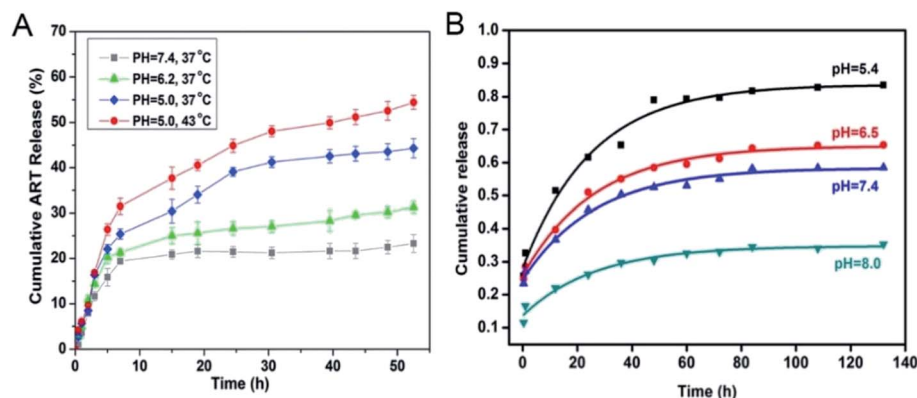 A
Cumulative ART Release (%)
70
60
50
40
30
20
10
0
PH=7.4, 37°C
PH=6.2, 37°C
PH=5.0, 37°C
PH=5.0, 43°C
0 10 20 30 40 50
Time (h)
B
Cumulative release
1.0
0.9
0.8
0.7
0.6
0.5
0.4
0.3
0.2
0.1
pH=5.4
pH=6.5
pH=7.4
pH=8.0
0 20 40 60 80 100 120 140
Time (h)